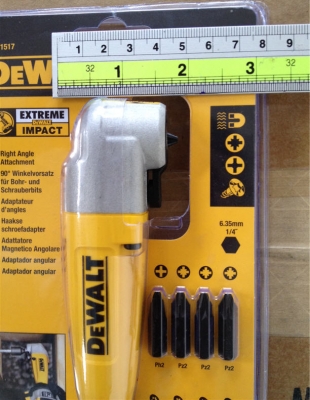 1 2 3 4 5 6 7 8 9
32 1 2 3 32
1517
DEW
EXTREME
DEWALT
IMPACT
Right Angle
Attachment
90° Winkelvorsatz
für Bohr- und
Schrauberbits
Adaptateur
d'angles
Haakse
schroefadapter
Adattatore
Magnetico Angolare
Adaptador angular
Adaptador angular
DEWALT
6.35mm
1/4"
Ph2 Pz2 Pz2 Pz2